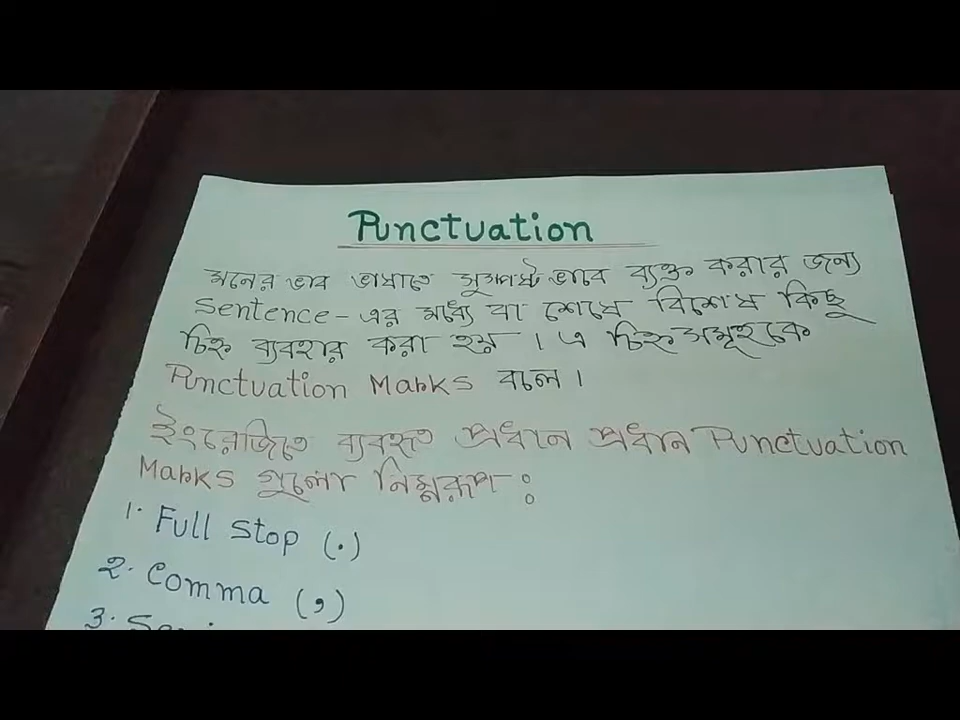 Punctuation
মনের ভাব ভাষাতে সুস্পষ্ট ভাবে ব্যক্ত করার জন্য
Sentence - এর মধ্যে বা শেষে বিশেষ কিছু
চিহ্ন ব্যবহার করা হয় । এ চিহ্নসমূহকে
Punctuation Marks বলে ।
ইংরেজিতে ব্যবহৃত প্রধান প্রধান Punctuation
Marks গুলো নিম্নরূপ :
1. Full Stop (.)
2. Comma (,)
3.